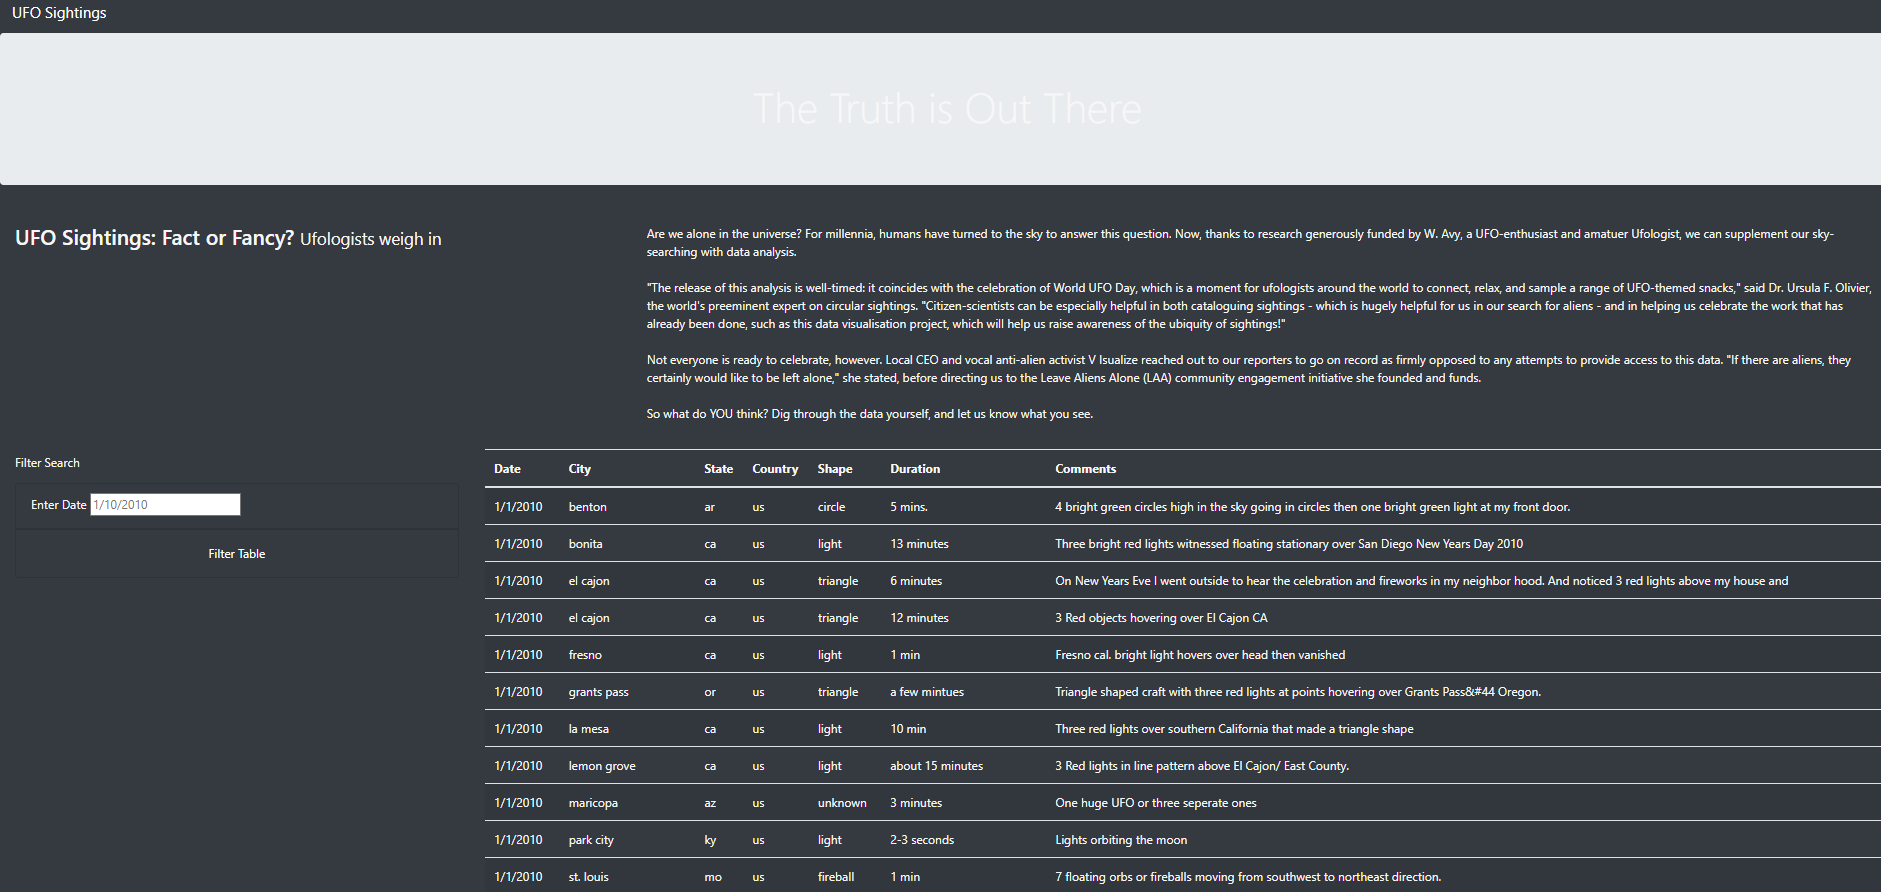 UFO Sightings
The Truth is Out There
UFO Sightings: Fact or Fancy? Ufologists weigh in
Are we alone in the universe? For millennia, humans have turned to the sky to answer this question. Now, thanks to research generously funded by W. Avy, a UFO-enthusiast and amatuer Ufologist, we can supplement our sky-
searching with data analysis.
"The release of this analysis is well-timed: it coincides with the celebration of World UFO Day, which is a moment for ufologists around the world to connect, relax, and sample a range of UFO-themed snacks," said Dr. Ursula F. Olivier,
the world's preeminent expert on circular sightings. "Citizen-scientists can be especially helpful in both cataloguing sightings - which is hugely helpful for us in our search for aliens - and in helping us celebrate the work that has
already been done, such as this data visualisation project, which will help us raise awareness of the ubiquity of sightings!"
Not everyone is ready to celebrate, however. Local CEO and vocal anti-alien activist V Isualize reached out to our reporters to go on record as firmly opposed to any attempts to provide access to this data. "If there are aliens, they
certainly would like to be left alone," she stated, before directing us to the Leave Aliens Alone (LAA) community engagement initiative she founded and funds.
So what do YOU think? Dig through the data yourself, and let us know what you see.
Filter Search
Enter Date 1/10/2010
Filter Table
Date City State Country Shape Duration Comments
1/1/2010 benton ar us circle 5 mins. 4 bright green circles high in the sky going in circles then one bright green light at my front door.
1/1/2010 bonita ca us light 13 minutes Three bright red lights witnessed floating stationary over San Diego New Years Day 2010
1/1/2010 el cajon ca us triangle 6 minutes On New Years Eve I went outside to hear the celebration and fireworks in my neighbor hood. And noticed 3 red lights above my house and
1/1/2010 el cajon ca us triangle 12 minutes 3 Red objects hovering over El Cajon CA
1/1/2010 fresno ca us light 1 min Fresno cal. bright light hovers over head then vanished
1/1/2010 grants pass or us triangle a few mintues Triangle shaped craft with three red lights at points hovering over Grants Pass&#44 Oregon.
1/1/2010 la mesa ca us light 10 min Three red lights over southern California that made a triangle shape
1/1/2010 lemon grove ca us light about 15 minutes 3 Red lights in line pattern above El Cajon/ East County.
1/1/2010 maricopa az us unknown 3 minutes One huge UFO or three seperate ones
1/1/2010 park city ky us light 2-3 seconds Lights orbiting the moon
1/1/2010 st. louis mo us fireball 1 min 7 floating orbs or fireballs moving from southwest to northeast direction.